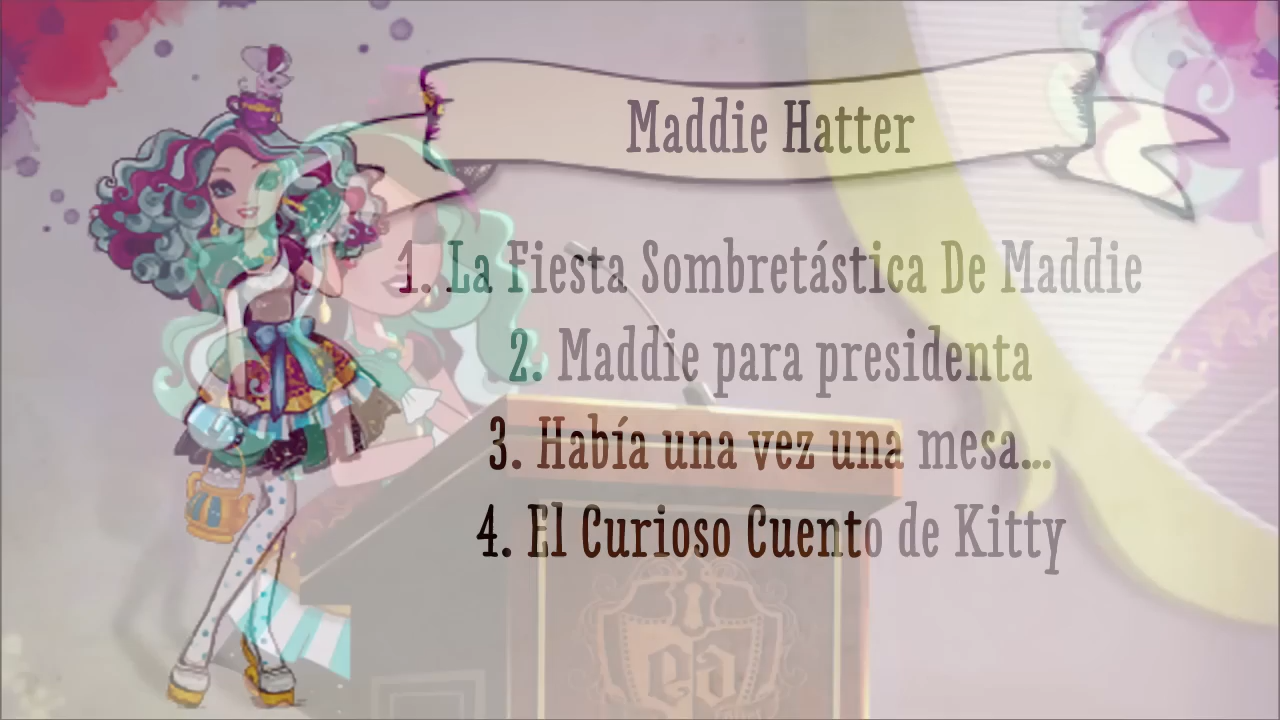 Maddie Hatter
1. La Fiesta Sombretástica De Maddie
2. Maddie para presidenta
3. Había una vez una mesa...
4. El Curioso Cuento de Kitty
ea